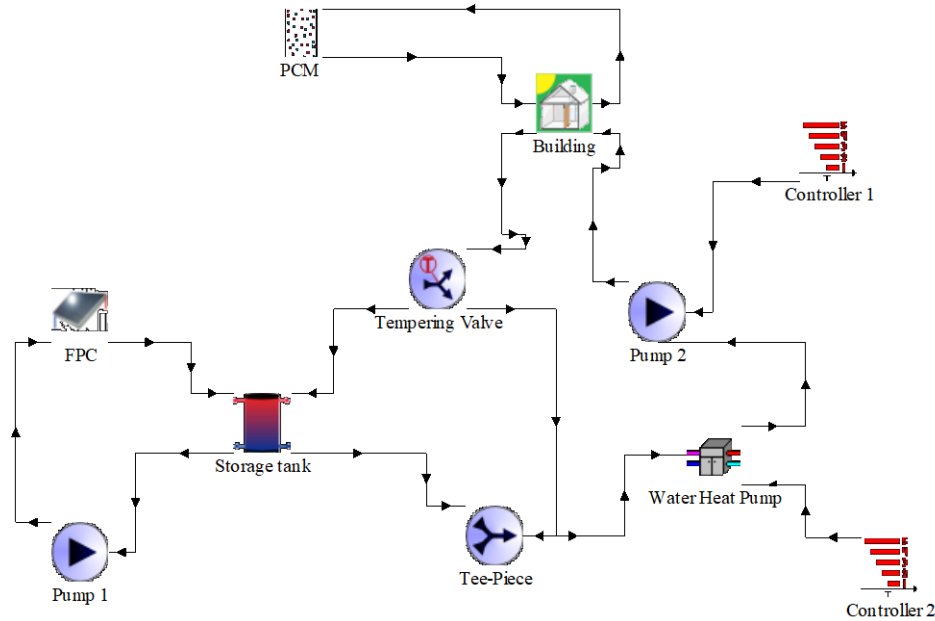 PCM
Building
Controller 1
Tempering Valve
Pump 2
FPC
Storage tank
Water Heat Pump
Tee-Piece
Pump 1
Controller 2